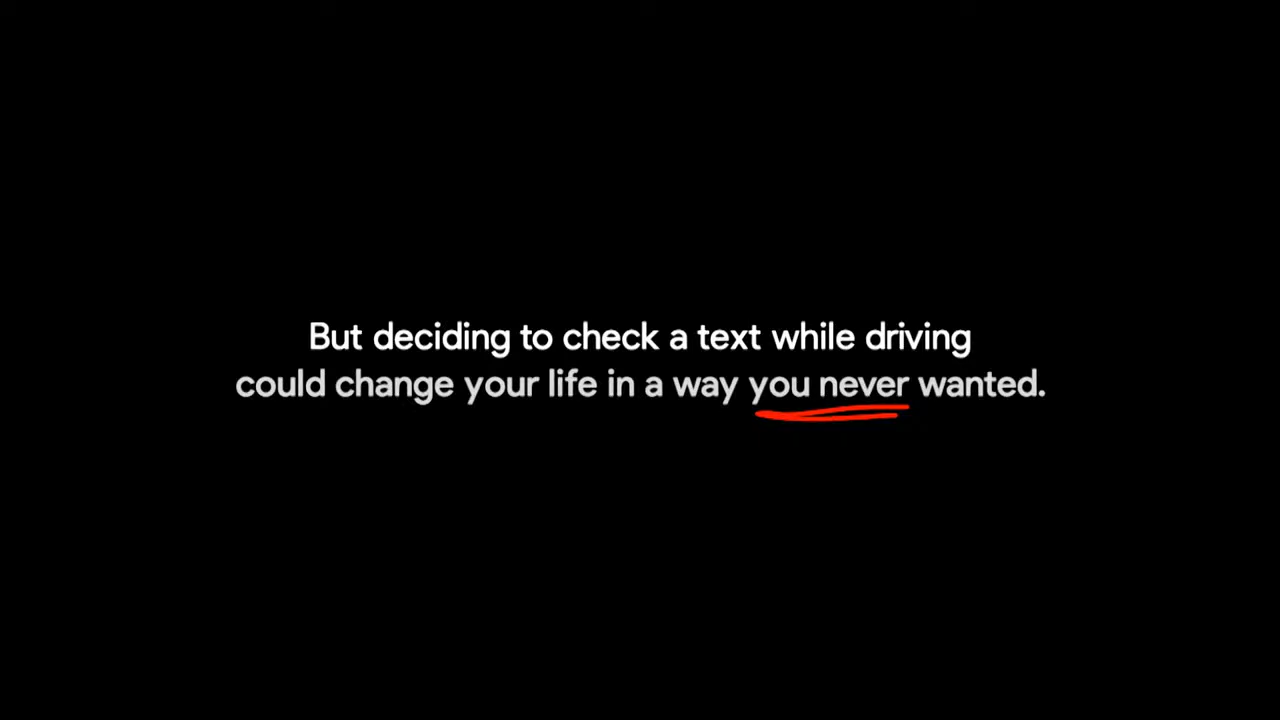 But deciding to check a text while driving
could change your life in a way you never wanted.